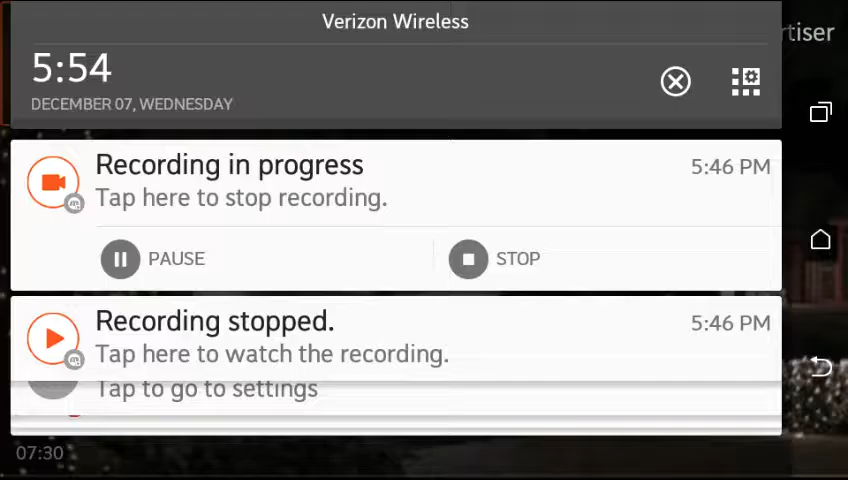 Verizon Wireless
rtiser
5:54
DECEMBER 07, WEDNESDAY
Recording in progress
5:46 PM
Tap here to stop recording.
PAUSE
STOP
Recording stopped.
5:46 PM
Tap here to watch the recording.
Tap to go to settings
07:30